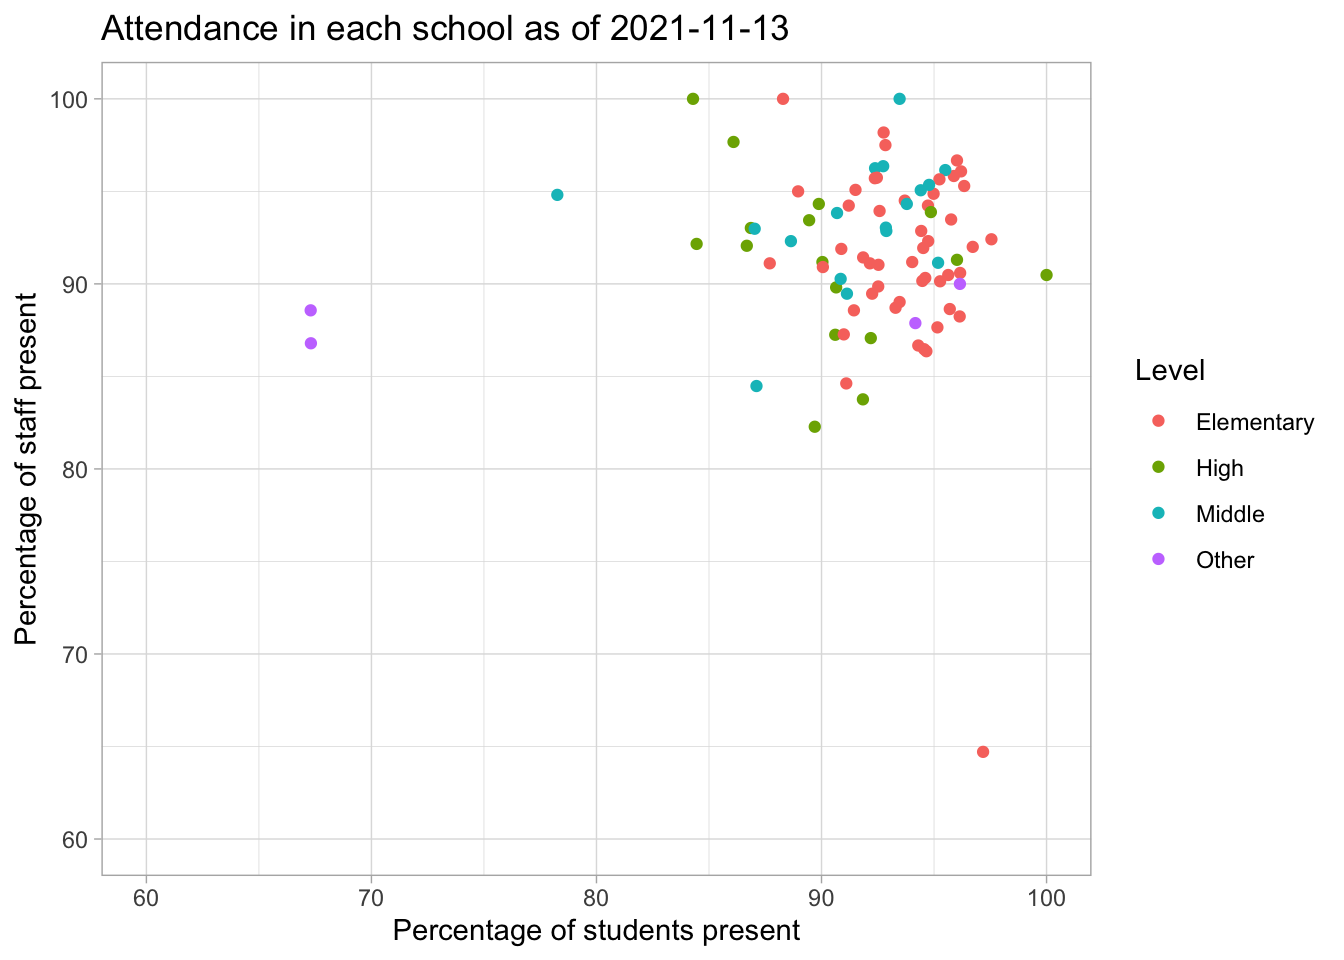 Attendance in each school as of 2021-11-13
Percentage of staff present
100
90
80
70
60
60 70 80 90 100
Percentage of students present
Level
Elementary
High
Middle
Other